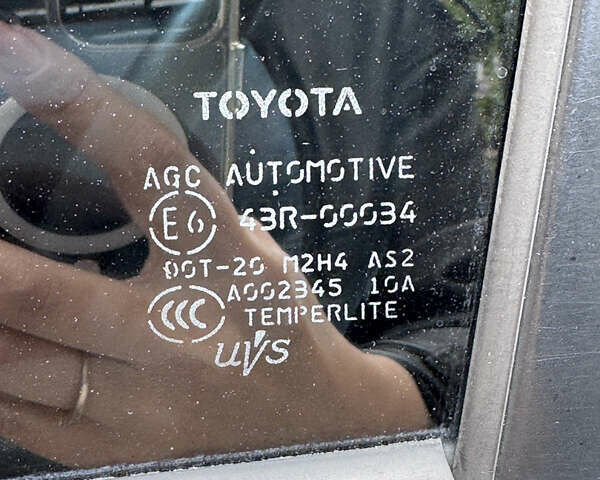 TOYOTA
AGC AUTOMOTIVE
E6 43R-00034
DOT-20 M2H4 AS2
CCC A002345 10A
TEMPERLITE
uVs